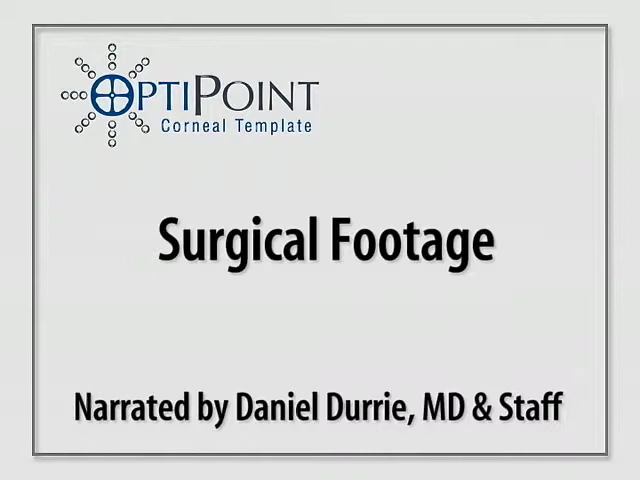 OPTIPOINT
Corneal Template
Surgical Footage
Narrated by Daniel Durrie, MD & Staff